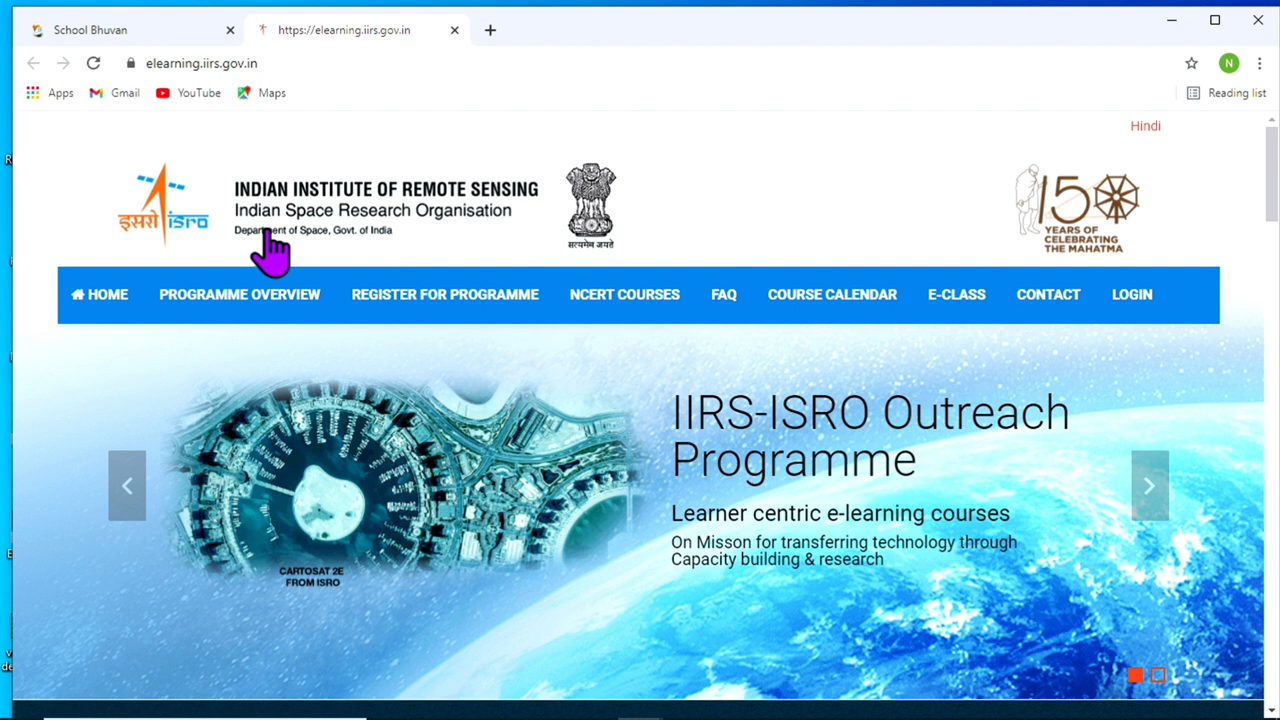 School Bhuvan
https://elearning.iirs.gov.in
elearning.iirs.gov.in
N
Apps
Gmail
YouTube
Maps
Reading list
Hindi
इसरो isro
INDIAN INSTITUTE OF REMOTE SENSING
Indian Space Research Organisation
Department of Space, Govt. of India
सत्यमेव जयते
150
YEARS OF
CELEBRATING
THE MAHATMA
HOME
PROGRAMME OVERVIEW
REGISTER FOR PROGRAMME
NCERT COURSES
FAQ
COURSE CALENDAR
E-CLASS
CONTACT
LOGIN
IIRS-ISRO Outreach
Programme
Learner centric e-learning courses
On Misson for transferring technology through
Capacity building & research
CARTOSAT 2E
FROM ISRO